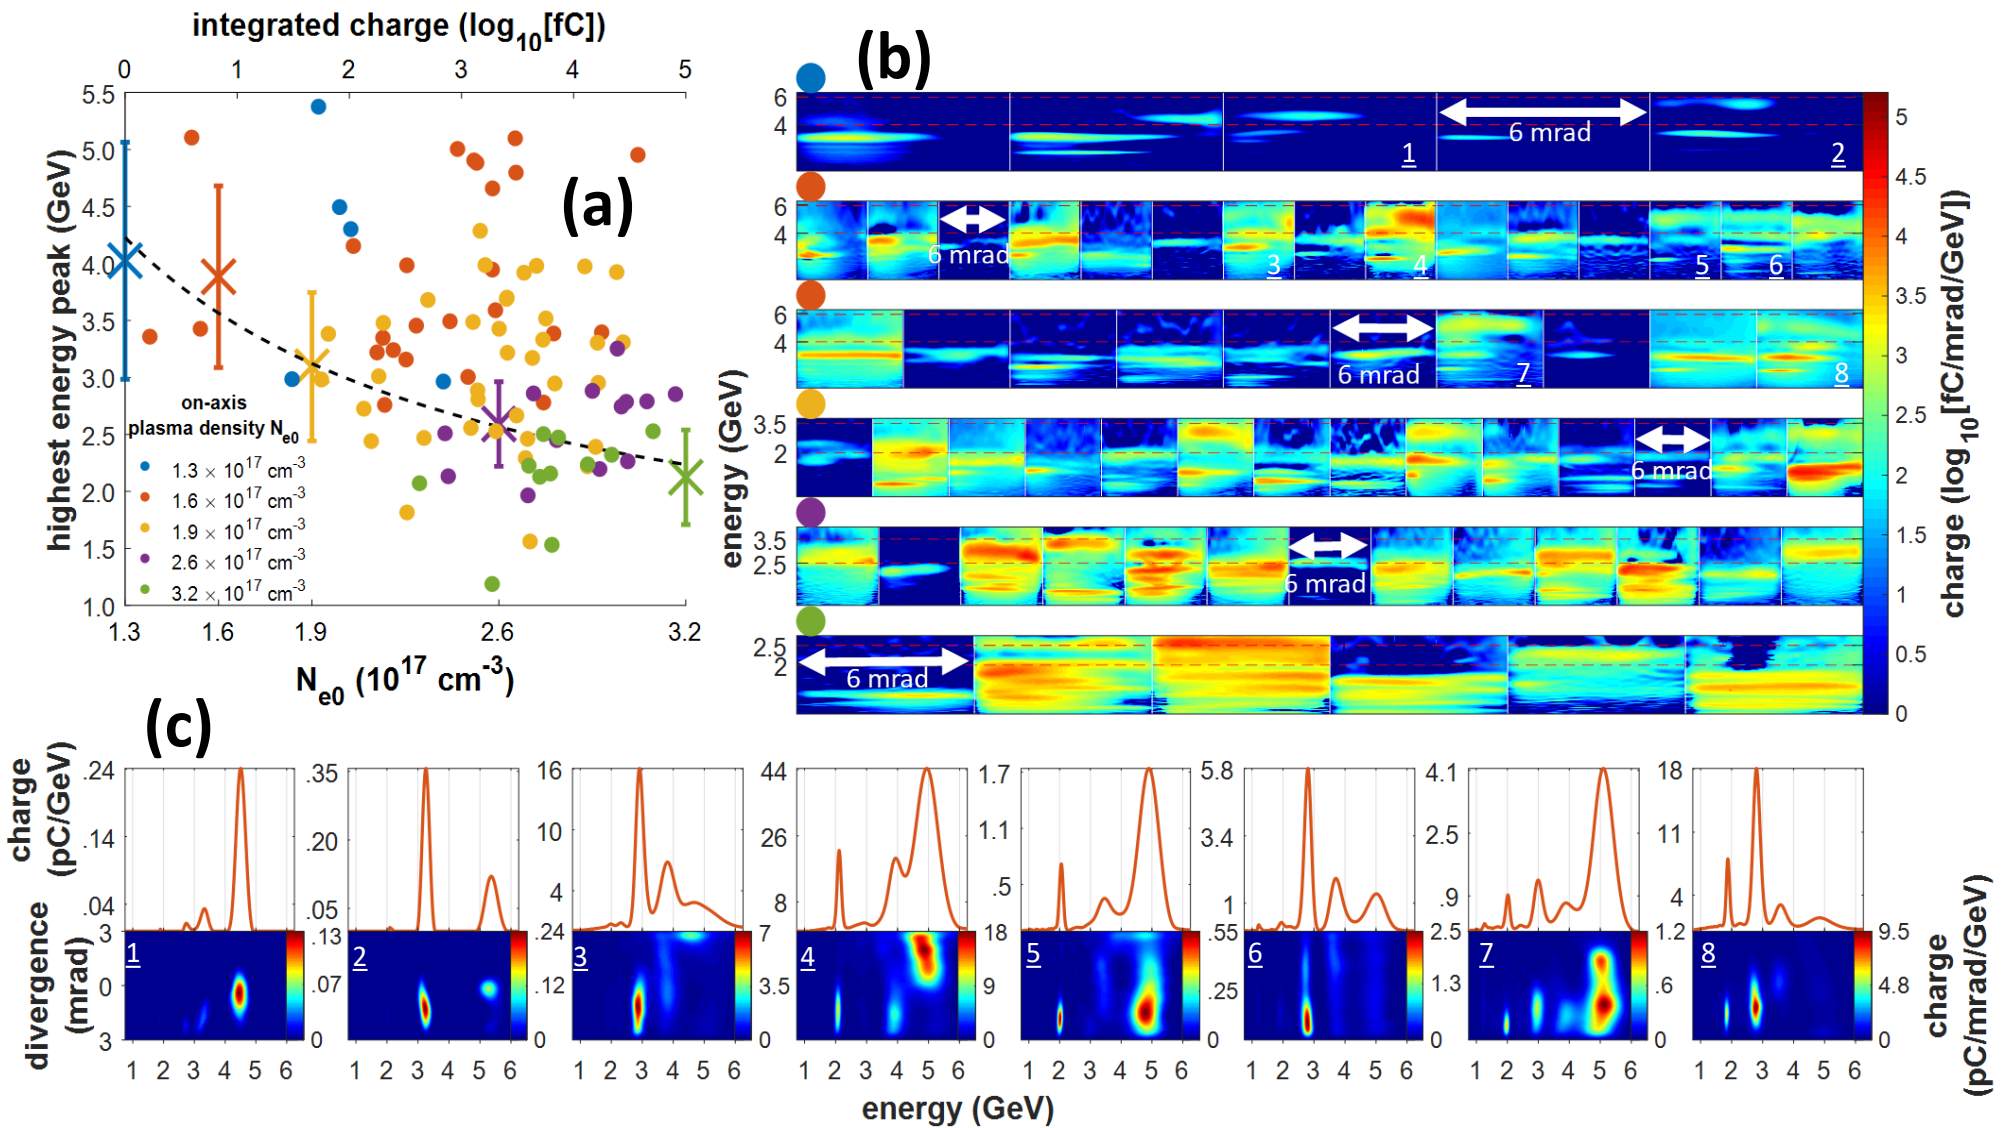 integrated charge (log10[fC])
0 1 2 3 4 5
(a)
highest energy peak (GeV)
5.5
5.0
4.5
4.0
3.5
3.0
2.5
2.0
1.5
1.0
on-axis
plasma density Ne0
1.3 × 10^17 cm^-3
1.6 × 10^17 cm^-3
1.9 × 10^17 cm^-3
2.6 × 10^17 cm^-3
3.2 × 10^17 cm^-3
1.3 1.6 1.9 2.6 3.2
Ne0 (10^17 cm^-3)
(b)
energy (GeV)
6
4
6 mrad
1 2
6
4
6 mrad
3 4 5 6
6
4
6 mrad
7 8
3.5
2
6 mrad
3.5
2.5
6 mrad
2.5
2
6 mrad
5
4.5
4
3.5
3
2.5
2
1.5
1
0.5
0
charge (log10[fC/mrad/GeV])
(c)
charge
(pC/GeV)
.24
.14
.04
.35
.20
.05
16
10
4
44
26
8
1.7
1.1
.5
5.8
3.4
1
4.1
2.5
.9
18
11
4
divergence
(mrad)
3
0
3
1
.13
.07
0
2
.24
.12
0
3
7
3.5
0
4
18
9
0
5
.55
.25
0
6
2.5
1.3
0
7
1.2
.6
0
8
9.5
4.8
0
1 2 3 4 5 6
1 2 3 4 5 6
1 2 3 4 5 6
1 2 3 4 5 6
1 2 3 4 5 6
1 2 3 4 5 6
1 2 3 4 5 6
1 2 3 4 5 6
energy (GeV)
charge
(pC/mrad/GeV)